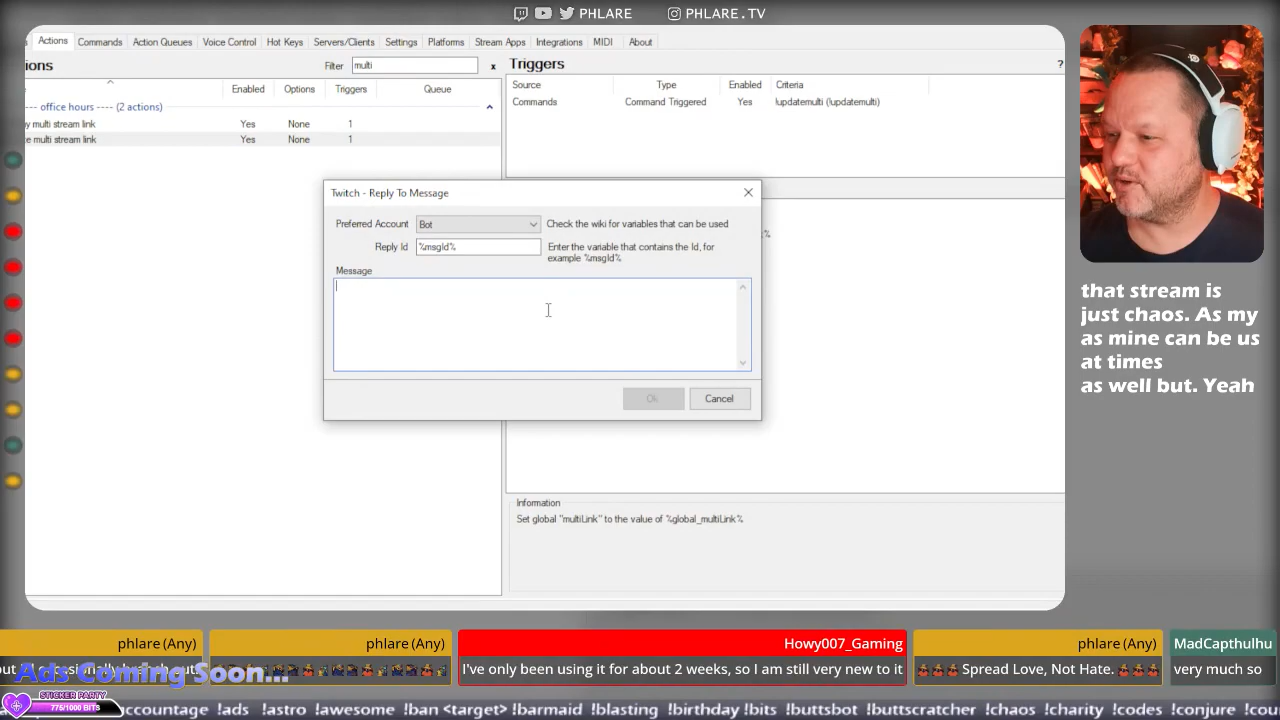 PHLARE
PHLARE.TV
Actions Commands Action Queues Voice Control Hot Keys Servers/Clients Settings Platforms Stream Apps Integrations MIDI About
ions
Filter multi x
Triggers ?
Enabled Options Triggers Queue
Source Type Enabled Criteria
---- office hours ---- (2 actions)
Commands Command Triggered Yes !updatemulti (!updatemulti)
y multi stream link Yes None 1
te multi stream link Yes None 1
Twitch - Reply To Message
Preferred Account Bot Check the wiki for variables that can be used
Reply Id %msgId% Enter the variable that contains the Id, for
example %msgId%
Message
Ok Cancel
k%
Information
Set global "multiLink" to the value of %global_multiLink%
that stream is
just chaos. As my
as mine can be us
at times
as well but. Yeah
phlare (Any)
phlare (Any)
Howy007_Gaming
I've only been using it for about 2 weeks, so I am still very new to it
phlare (Any)
Spread Love, Not Hate.
MadCapthulhu
very much so
Ads Coming Soon...
STICKER PARTY
775/1000 BITS
accountage !ads !astro !awesome !ban <target> !barmaid !blasting !birthday !bits !buttsbot !buttscratcher !chaos !charity !codes !conjure !coun